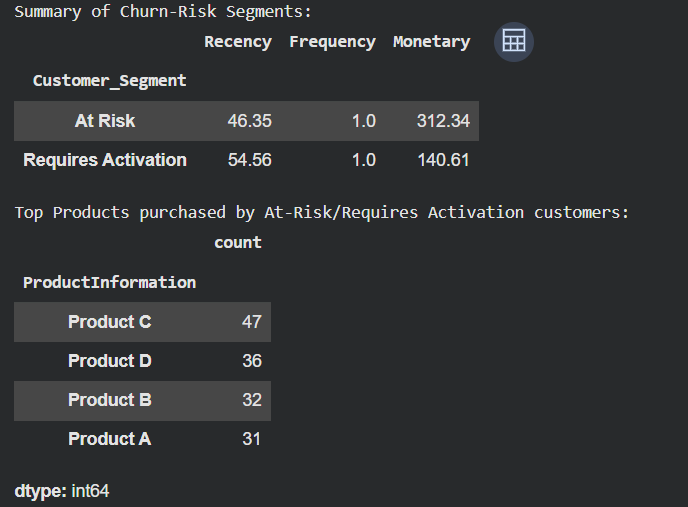 Summary of Churn-Risk Segments:
Recency Frequency Monetary
Customer_Segment
At Risk 46.35 1.0 312.34
Requires Activation 54.56 1.0 140.61
Top Products purchased by At-Risk/Requires Activation customers:
count
ProductInformation
Product C 47
Product D 36
Product B 32
Product A 31
dtype: int64